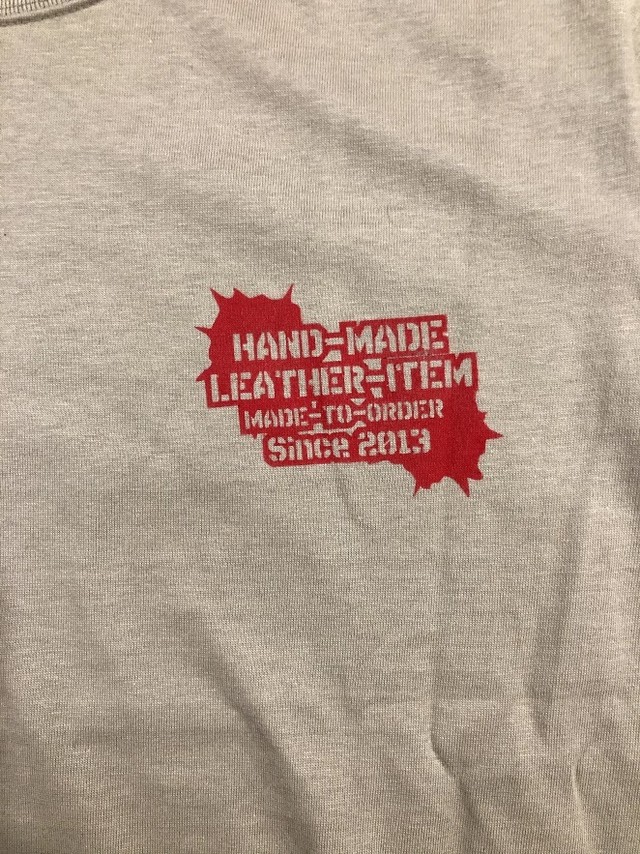 HAND-MADE
LEATHER-ITEM
MADE-TO-ORDER
Since 2013